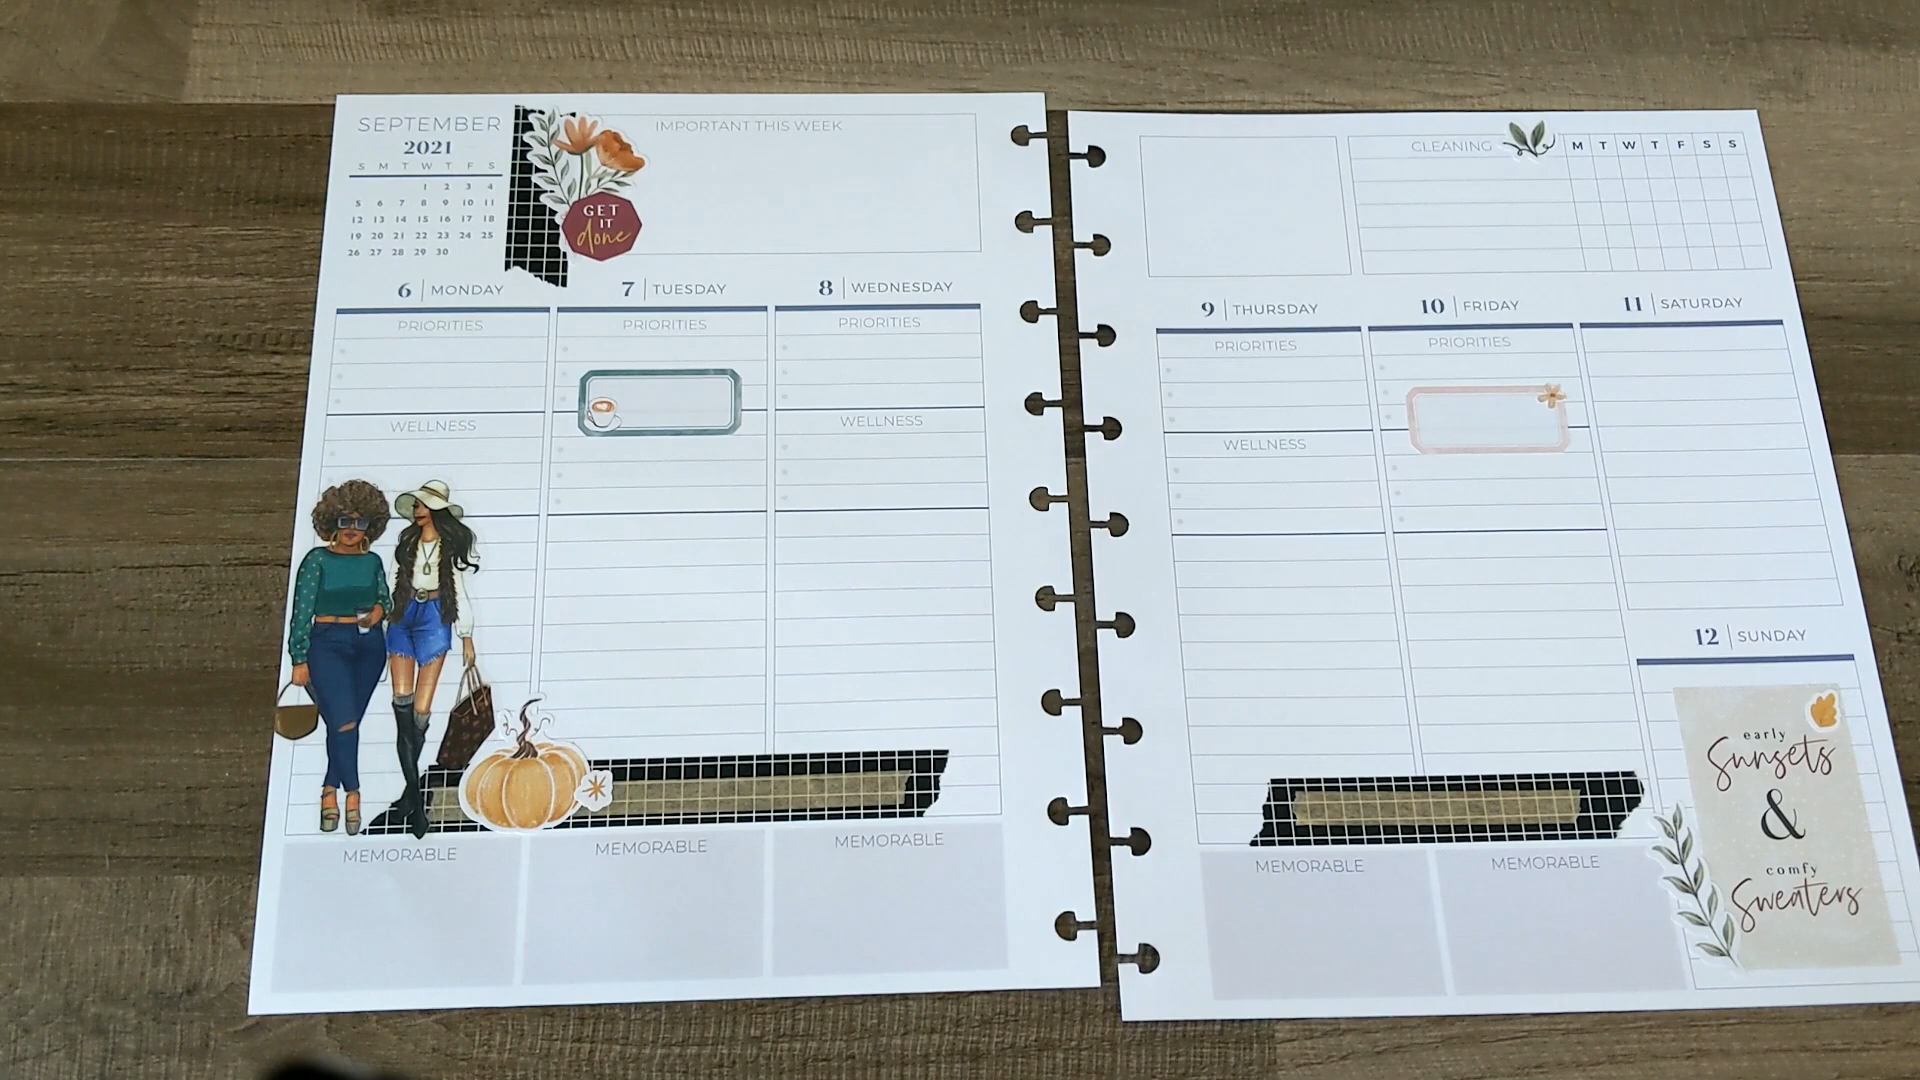 SEPTEMBER
2021
S M T W T F S
1 2 3 4
5 6 7 8 9 10 11
12 13 14 15 16 17 18
19 20 21 22 23 24 25
26 27 28 29 30
GET
IT
done
IMPORTANT THIS WEEK
6 MONDAY
7 TUESDAY
8 WEDNESDAY
PRIORITIES
PRIORITIES
PRIORITIES
WELLNESS
WELLNESS
MEMORABLE
MEMORABLE
MEMORABLE
CLEANING M T W T F S S
9 THURSDAY
10 FRIDAY
11 SATURDAY
PRIORITIES
PRIORITIES
WELLNESS
12 SUNDAY
early
Sunsets
&
comfy
Sweaters
MEMORABLE
MEMORABLE